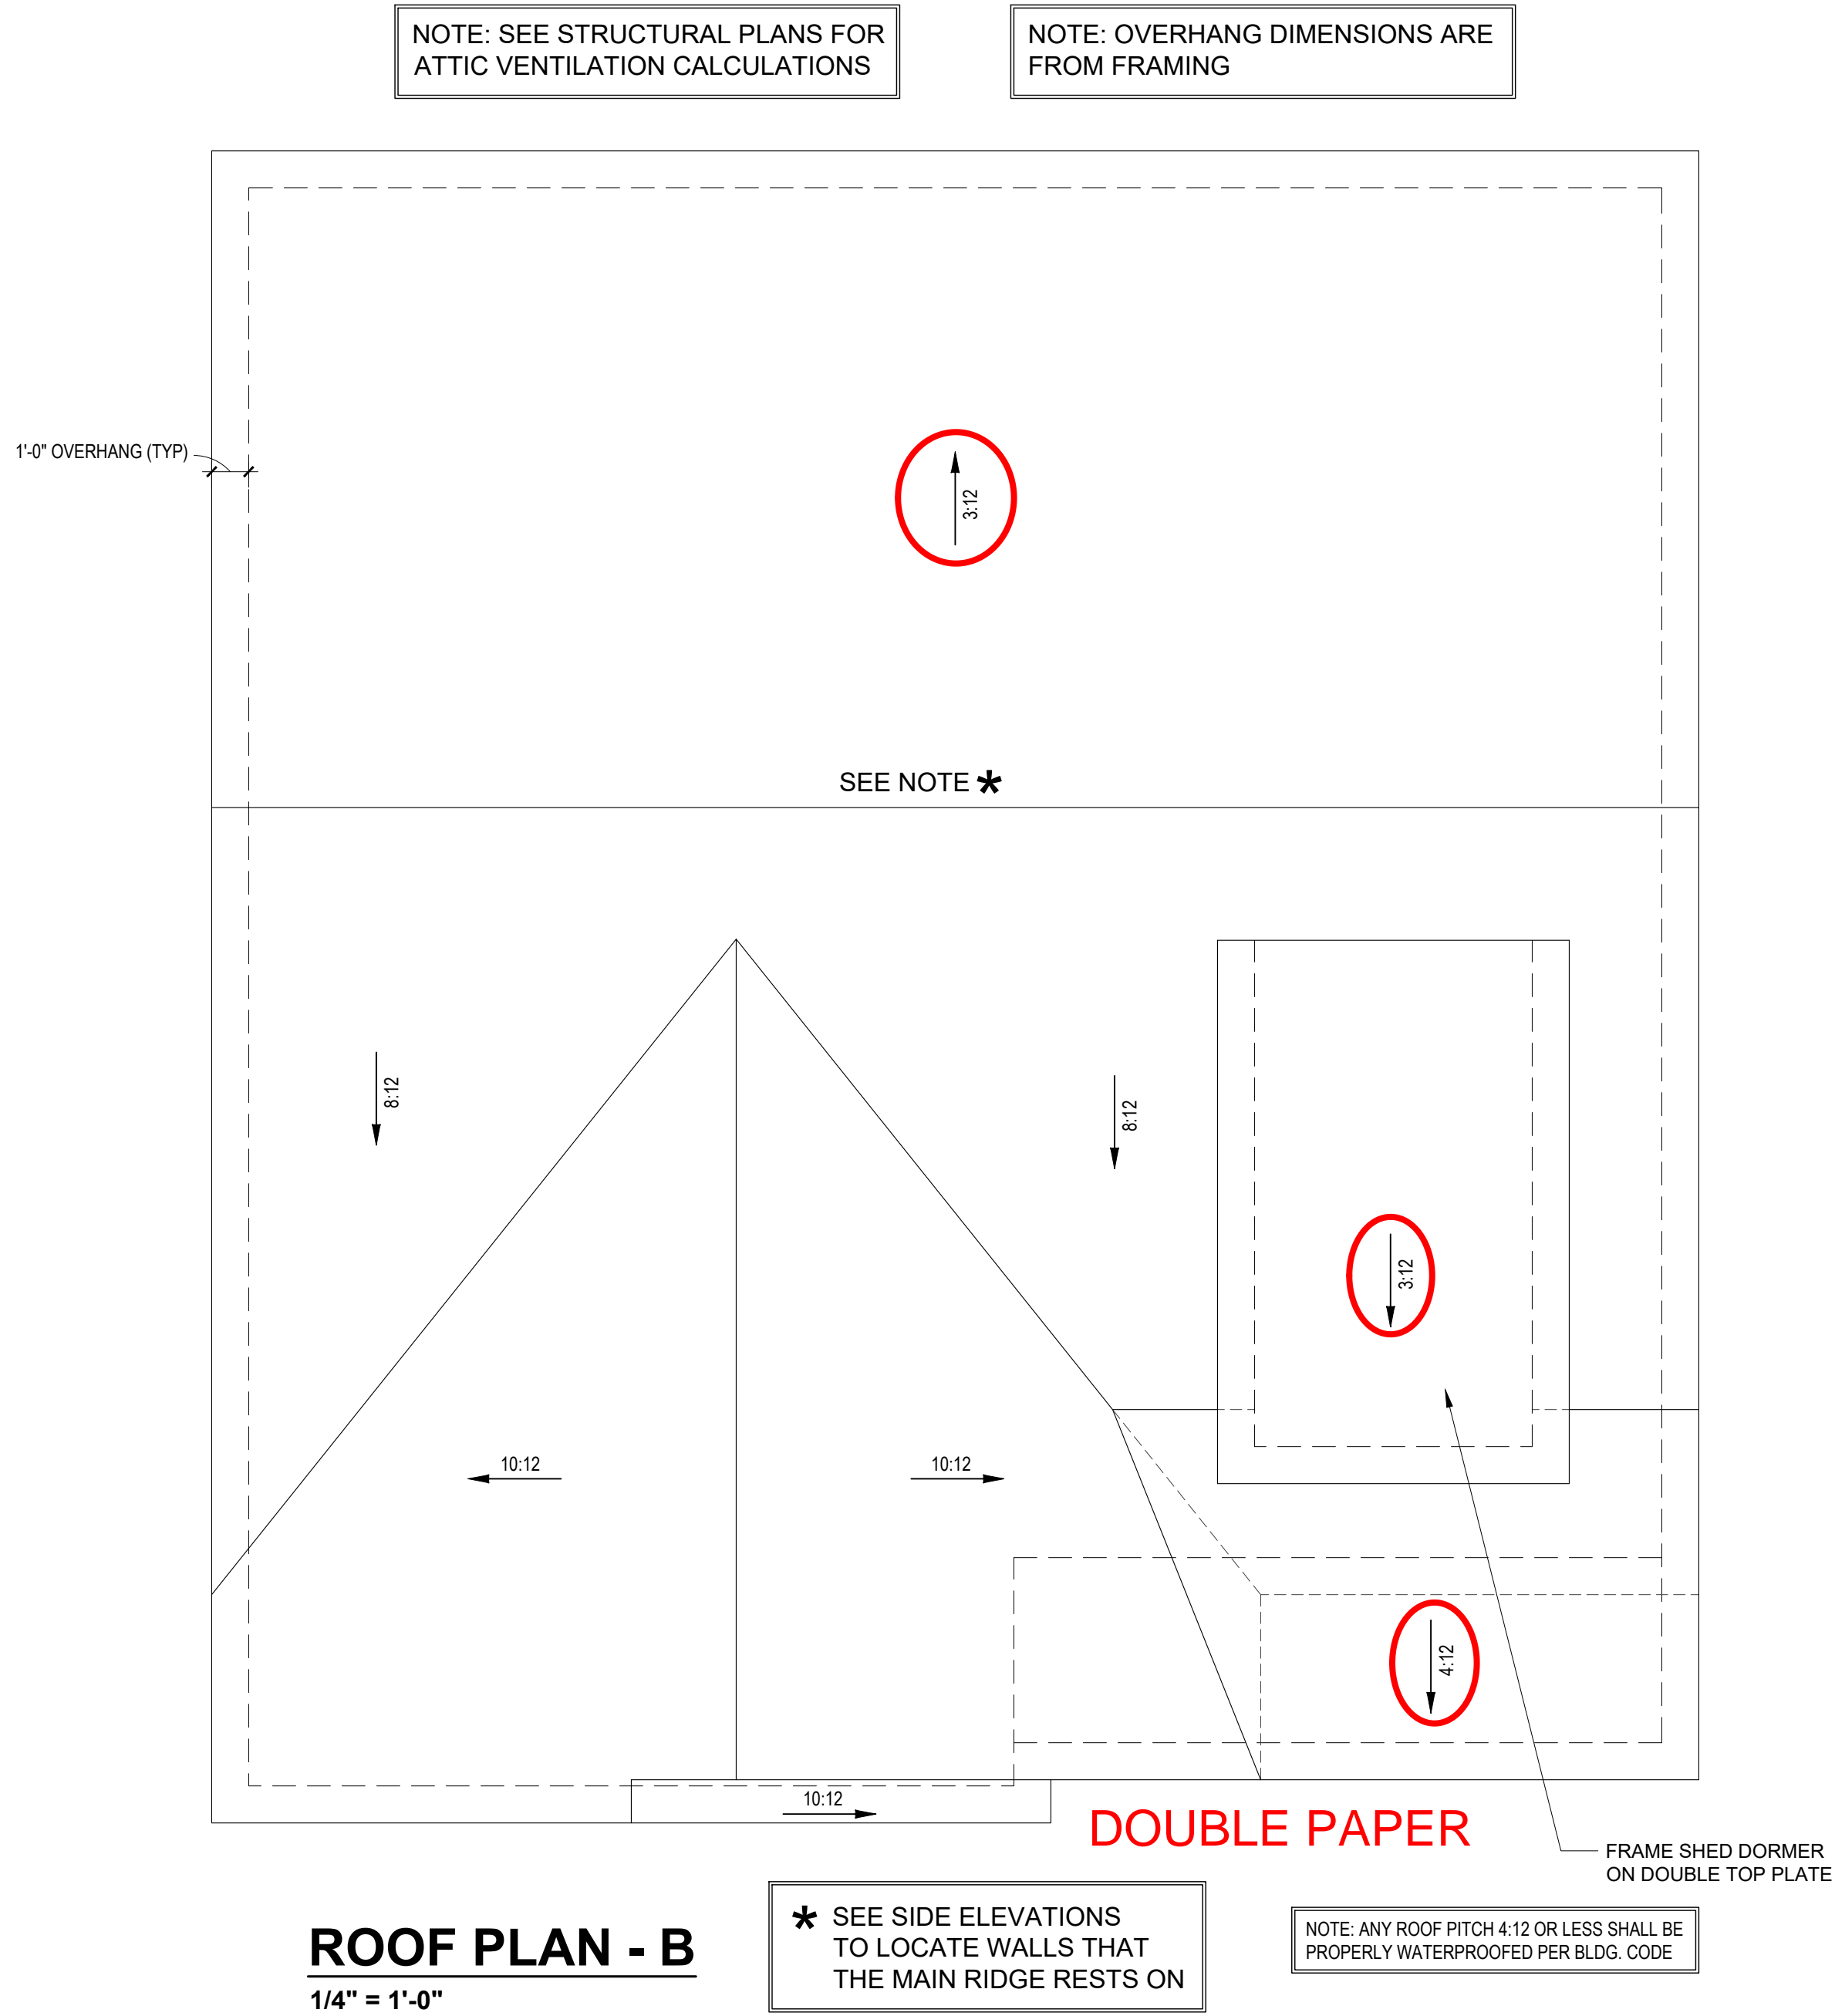 NOTE: SEE STRUCTURAL PLANS FOR
ATTIC VENTILATION CALCULATIONS
NOTE: OVERHANG DIMENSIONS ARE
FROM FRAMING
1'-0" OVERHANG (TYP)
3:12
SEE NOTE *
8:12
8:12
3:12
10:12
10:12
4:12
10:12
DOUBLE PAPER
FRAME SHED DORMER
ON DOUBLE TOP PLATE
* SEE SIDE ELEVATIONS
TO LOCATE WALLS THAT
THE MAIN RIDGE RESTS ON
NOTE: ANY ROOF PITCH 4:12 OR LESS SHALL BE
PROPERLY WATERPROOFED PER BLDG. CODE
ROOF PLAN - B
1/4" = 1'-0"